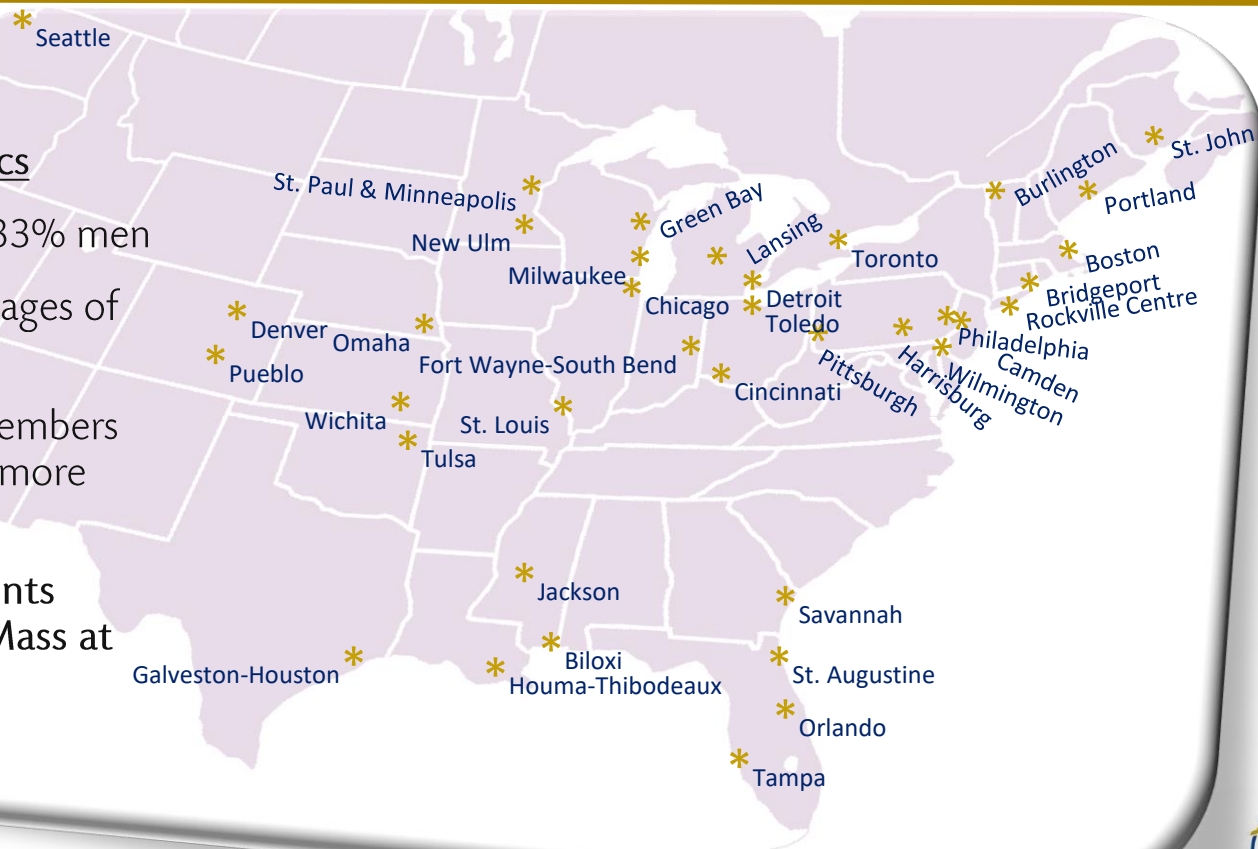 Seattle
cs
33% men
ages of
embers
more
nts
Mass at
St. Paul & Minneapolis
New Ulm
Green Bay
Milwaukee
Lansing
Chicago
Detroit
Toledo
Toronto
Burlington
St. John
Portland
Boston
Bridgeport
Rockville Centre
Denver
Omaha
Pueblo
Fort Wayne-South Bend
Cincinnati
Pittsburgh
Harrisburg
Philadelphia
Camden
Wilmington
Wichita
St. Louis
Tulsa
Jackson
Savannah
Galveston-Houston
Biloxi
Houma-Thibodeaux
St. Augustine
Orlando
Tampa